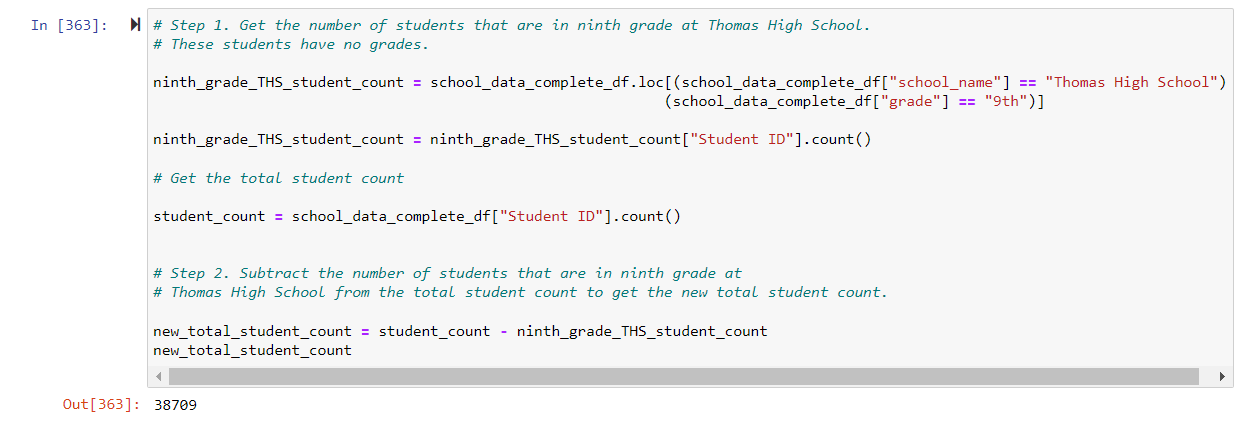 In [363]:
# Step 1. Get the number of students that are in ninth grade at Thomas High School.
# These students have no grades.
ninth_grade_THS_student_count = school_data_complete_df.loc[(school_data_complete_df["school_name"] == "Thomas High School")
(school_data_complete_df["grade"] == "9th")]
ninth_grade_THS_student_count = ninth_grade_THS_student_count["Student ID"].count()
# Get the total student count
student_count = school_data_complete_df["Student ID"].count()
# Step 2. Subtract the number of students that are in ninth grade at
# Thomas High School from the total student count to get the new total student count.
new_total_student_count = student_count - ninth_grade_THS_student_count
new_total_student_count
Out[363]: 38709